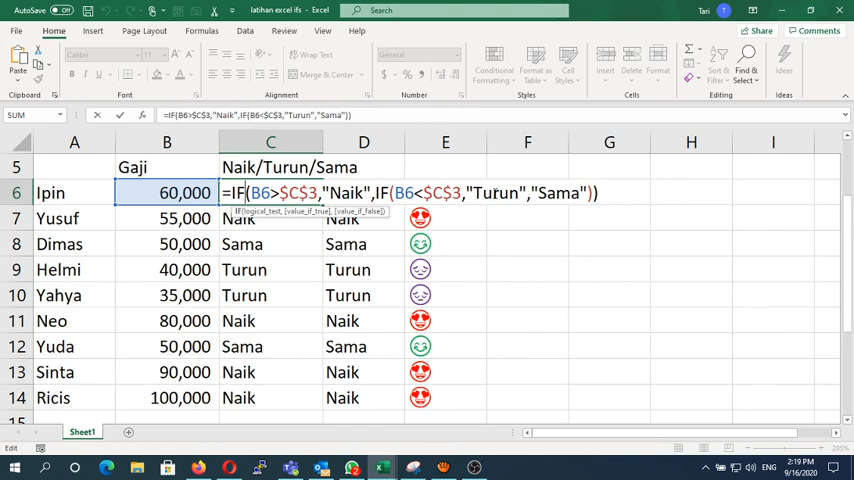 AutoSave Off latihan excel ifs - Excel Search Tari TS
File Home Insert Page Layout Formulas Data Review View Help Share Comments
Calibri 11 Wrap Text General
Paste B I U Merge & Center $ % Conditional Formatting Format as Table Cell Styles Insert Delete Format Sort & Filter Find & Select Ideas
Clipboard Font Alignment Number Styles Cells Editing Ideas
SUM =IF(B6>$C$3,"Naik",IF(B6<$C$3,"Turun","Sama"))
A B C D E F G H I
5 Gaji Naik/Turun/Sama
6 Ipin 60,000 =IF(B6>$C$3,"Naik",IF(B6<$C$3,"Turun","Sama"))
IF(logical_test, [value_if_true], [value_if_false])
7 Yusuf 55,000 Naik Naik
8 Dimas 50,000 Sama Sama
9 Helmi 40,000 Turun Turun
10 Yahya 35,000 Turun Turun
11 Neo 80,000 Naik Naik
12 Yuda 50,000 Sama Sama
13 Sinta 90,000 Naik Naik
14 Ricis 100,000 Naik Naik
15
Sheet1
Edit 205%
ENG 2:19 PM
9/16/2020